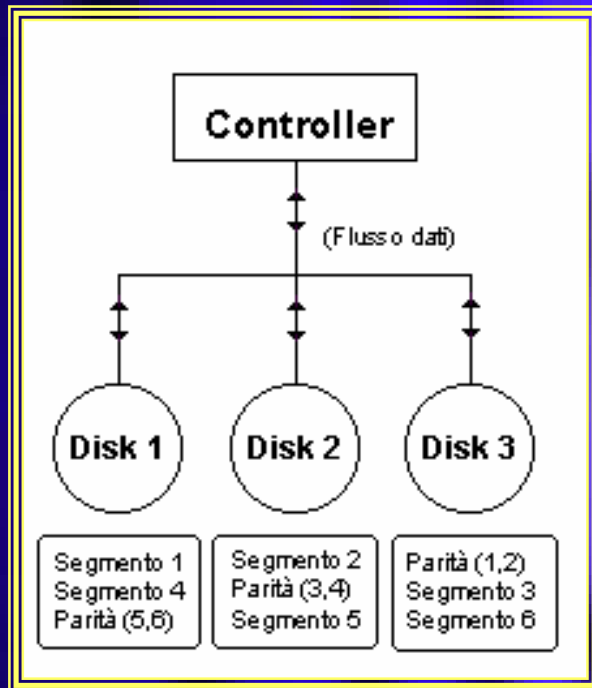 Controller
(Flusso dati)
Disk 1
Disk 2
Disk 3
Segmento 1
Segmento 4
Parità (5,6)
Segmento 2
Parità (3,4)
Segmento 5
Parità (1,2)
Segmento 3
Segmento 6